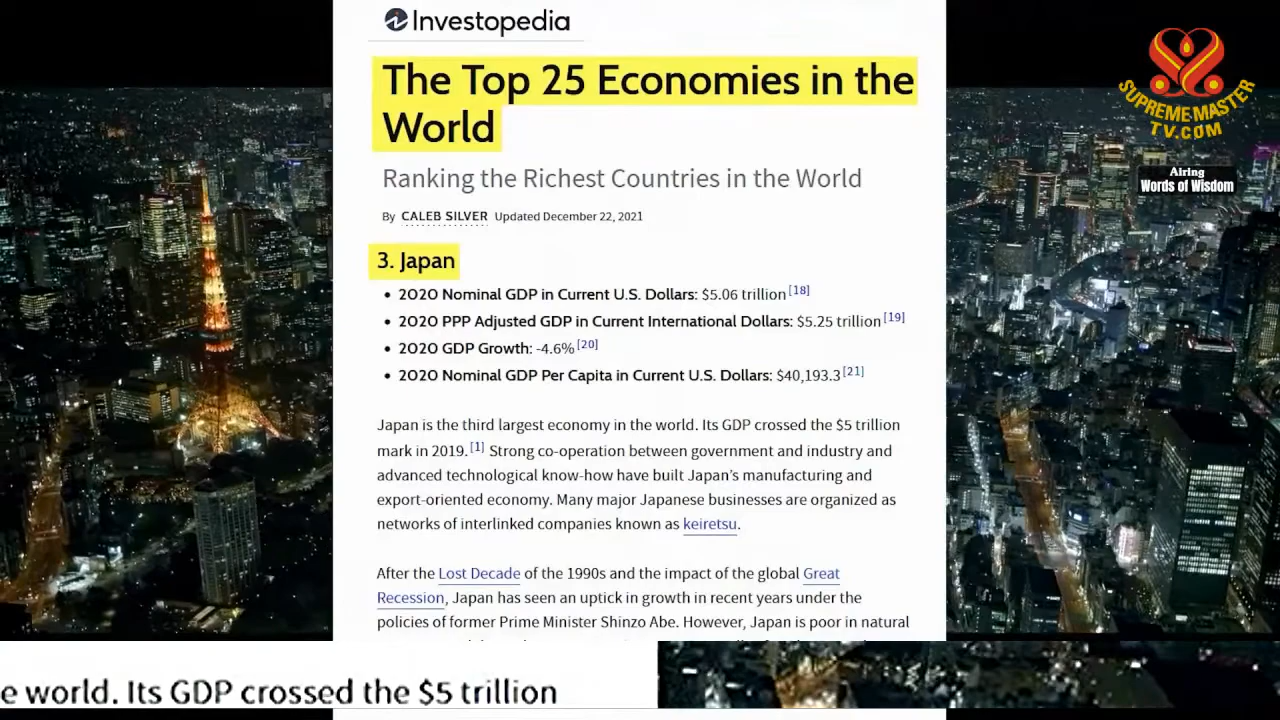 Investopedia
The Top 25 Economies in the
World
Ranking the Richest Countries in the World
By CALEB SILVER Updated December 22, 2021
3. Japan
• 2020 Nominal GDP in Current U.S. Dollars: $5.06 trillion [18]
• 2020 PPP Adjusted GDP in Current International Dollars: $5.25 trillion [19]
• 2020 GDP Growth: -4.6% [20]
• 2020 Nominal GDP Per Capita in Current U.S. Dollars: $40,193.3 [21]
Japan is the third largest economy in the world. Its GDP crossed the $5 trillion
mark in 2019. [1] Strong co-operation between government and industry and
advanced technological know-how have built Japan's manufacturing and
export-oriented economy. Many major Japanese businesses are organized as
networks of interlinked companies known as keiretsu.
After the Lost Decade of the 1990s and the impact of the global Great
Recession, Japan has seen an uptick in growth in recent years under the
policies of former Prime Minister Shinzo Abe. However, Japan is poor in natural
e world. Its GDP crossed the $5 trillion
SUPREME MASTER
TV.COM
Airing
Words of Wisdom